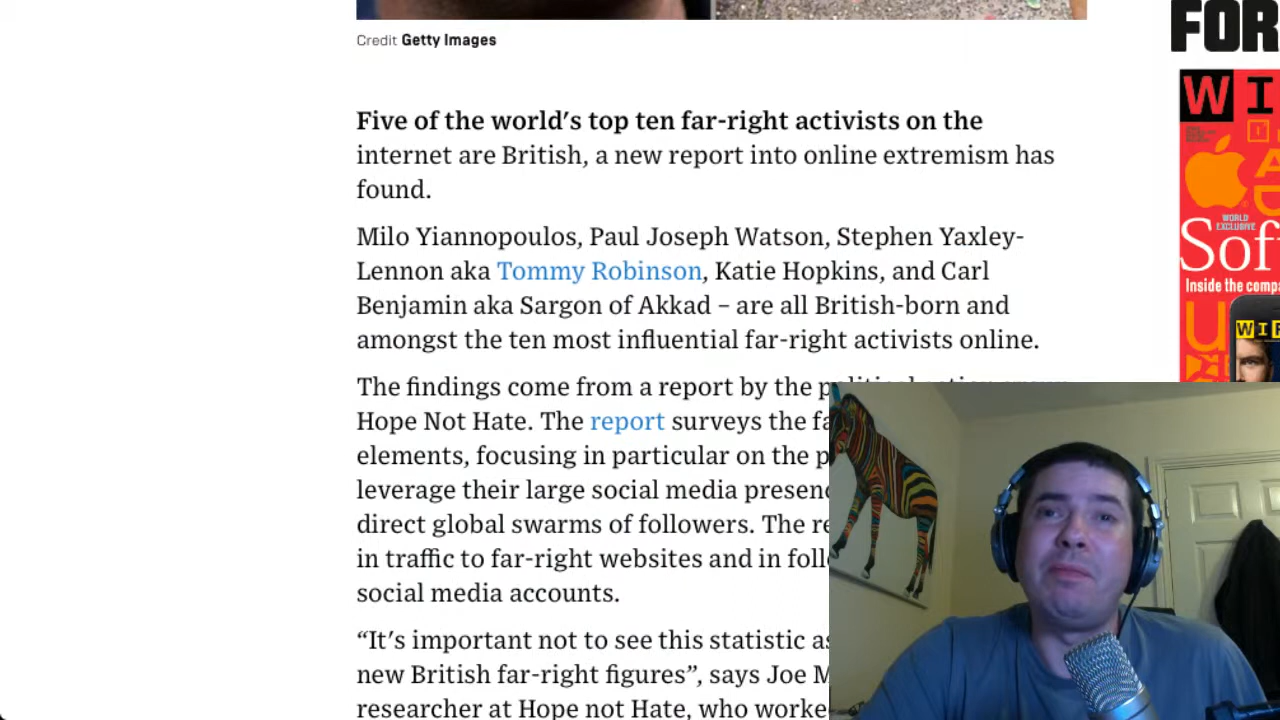 FOR
Credit Getty Images
W I
Five of the world's top ten far-right activists on the
internet are British, a new report into online extremism has
found.
WORLD
EXCLUSIVE
Milo Yiannopoulos, Paul Joseph Watson, Stephen Yaxley-
Lennon aka Tommy Robinson, Katie Hopkins, and Carl
Benjamin aka Sargon of Akkad – are all British-born and
amongst the ten most influential far-right activists online.
Sof
Inside the comp
WI
The findings come from a report by the
Hope Not Hate. The report surveys the fa
elements, focusing in particular on the p
leverage their large social media presenc
direct global swarms of followers. The re
in traffic to far-right websites and in foll
social media accounts.
“It's important not to see this statistic as
new British far-right figures”, says Joe M
researcher at Hope not Hate, who worke